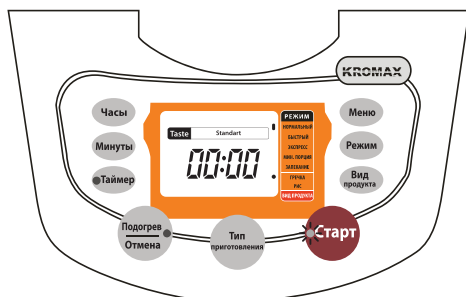 KROMAX
Часы
Минуты
Таймер
Taste
Standart
00:00
РЕЖИМ
НОРМАЛЬНЫЙ
БЫСТРЫЙ
ЭКСПРЕСС
МИН. ПОРЦИЯ
ЗАПЕКАНИЕ
ГРЕЧКА
РИС
ВИД ПРОДУКТА
Меню
Режим
Вид
продукта
Подогрев
Отмена
Тип
приготовления
Старт